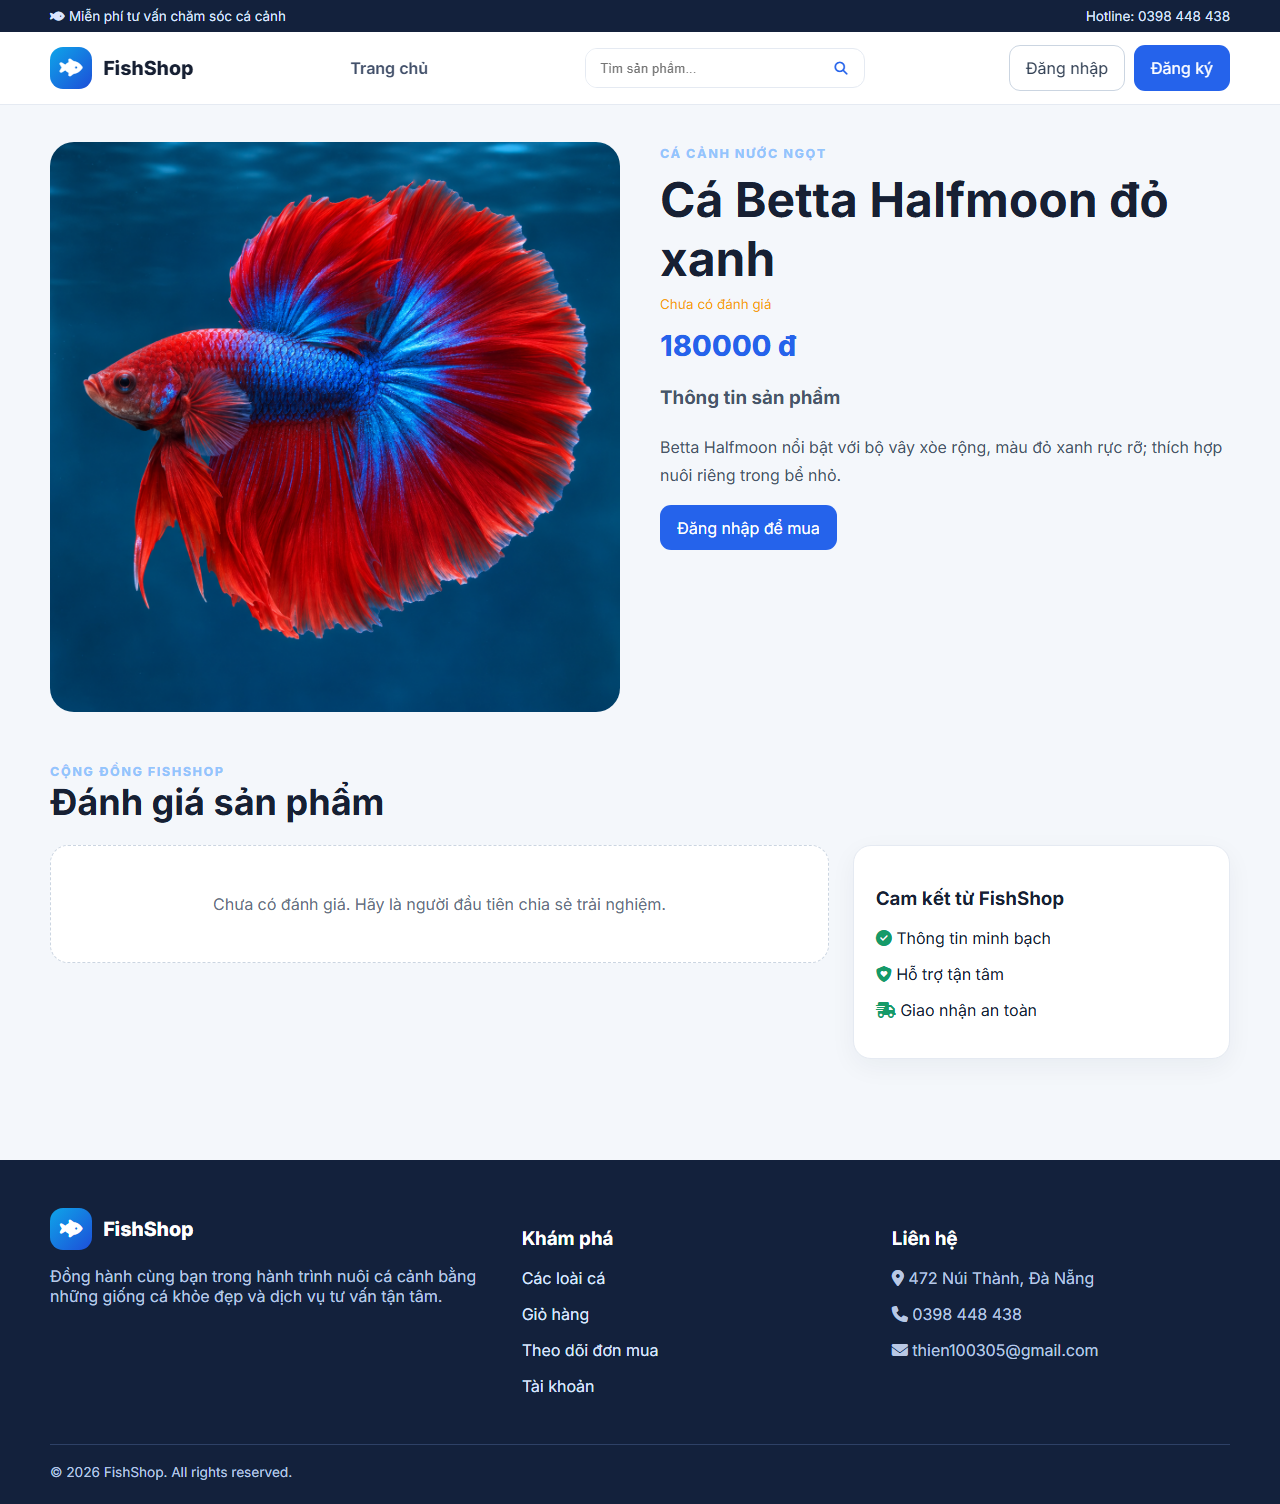 Miễn phí tư vấn chăm sóc cá cảnh
Hotline: 0398 448 438
FishShop
Trang chủ
Tìm sản phẩm...
Đăng nhập
Đăng ký
CÁ CẢNH NƯỚC NGỌT
Cá Betta Halfmoon đỏ
xanh
Chưa có đánh giá
180000 đ
Thông tin sản phẩm
Betta Halfmoon nổi bật với bộ vây xòe rộng, màu đỏ xanh rực rỡ; thích hợp
nuôi riêng trong bể nhỏ.
Đăng nhập để mua
CỘNG ĐỒNG FISHSHOP
Đánh giá sản phẩm
Chưa có đánh giá. Hãy là người đầu tiên chia sẻ trải nghiệm.
Cam kết từ FishShop
Thông tin minh bạch
Hỗ trợ tận tâm
Giao nhận an toàn
FishShop
Đồng hành cùng bạn trong hành trình nuôi cá cảnh bằng
những giống cá khỏe đẹp và dịch vụ tư vấn tận tâm.
Khám phá
Các loài cá
Giỏ hàng
Theo dõi đơn mua
Tài khoản
Liên hệ
472 Núi Thành, Đà Nẵng
0398 448 438
thien100305@gmail.com
© 2026 FishShop. All rights reserved.